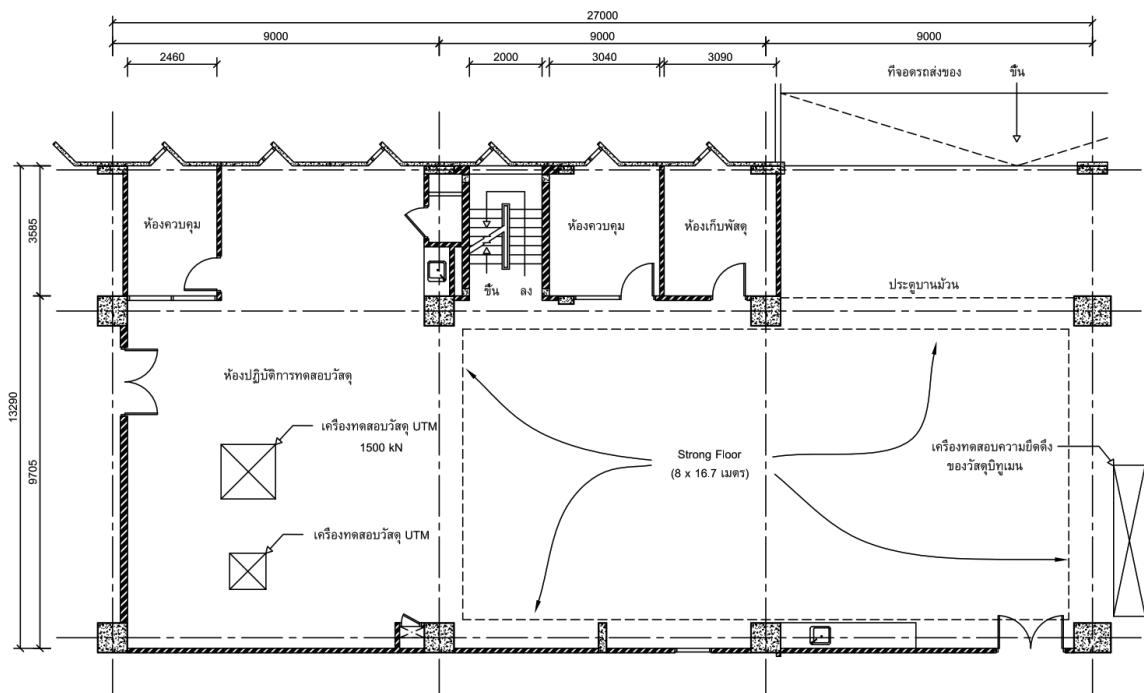 27000
9000
9000
9000
2460
2000
3040
3090
ที่จอดรถส่งของ
ขึ้น
13290
3585
9705
ห้องควบคุม
ห้องควบคุม
ห้องเก็บพัสดุ
ขึ้น
ลง
ประตูบานม้วน
ห้องปฏิบัติการทดสอบวัสดุ
เครื่องทดสอบวัสดุ UTM
1500 kN
Strong Floor
(8 x 16.7 เมตร)
เครื่องทดสอบความยืดดึง
ของวัสดุบิทูเมน
เครื่องทดสอบวัสดุ UTM